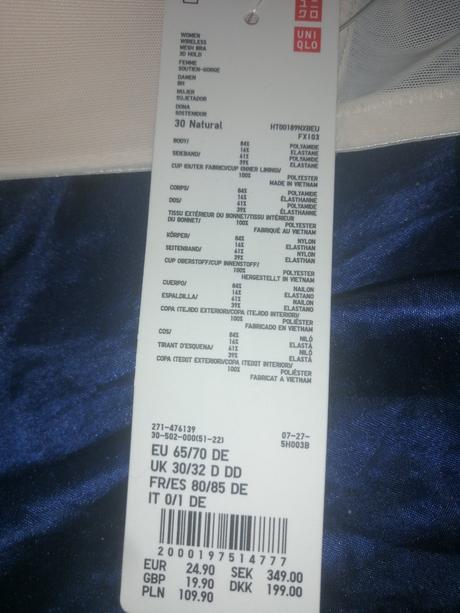 UNI
QLO
WOMEN
WIRELESS
MESH BRA
3D HOLD
FEMME
SOUTIEN-GORGE
DAMEN
BH
MUJER
SUJETADOR
DONA
SOSTENIDOR
30 Natural
HT00189NXBEU
FX103
BODY/ 84% POLYAMIDE
16% ELASTANE
SIDEBAND/ 61% POLYAMIDE
39% ELASTANE
CUP (OUTER FABRIC)/CUP (INNER LINING)/
100% POLYESTER
MADE IN VIETNAM
CORPS/ 84% POLYAMIDE
16% ÉLASTHANNE
DOS/ 61% POLYAMIDE
39% ÉLASTHANNE
TISSU EXTÉRIEUR DU BONNET/TISSU INTÉRIEUR
DU BONNET/ 100% POLYESTER
FABRIQUÉ AU VIETNAM
KÖRPER/ 84% NYLON
16% ELASTHAN
SEITENBAND/ 61% NYLON
39% ELASTHAN
CUP OBERSTOFF/CUP INNENSTOFF/
100% POLYESTER
HERGESTELLT IN VIETNAM
CUERPO/ 84% NAILON
16% ELASTANO
ESPALDILLA/ 61% NAILON
39% ELASTANO
COPA (TEJIDO EXTERIOR)/COPA (TEJIDO INTERIOR)/
100% POLIÉSTER
FABRICADO EN VIETNAM
COS/ 84% NILÓ
16% ELASTÀ
TIRANT D'ESQUENA/ 61% NILÓ
39% ELASTÀ
COPA (TEIXIT EXTERIOR)/COPA (TEIXIT INTERIOR)/
100% POLIÈSTER
FABRICAT A VIETNAM
271-476139
30-502-000(51-22)
07-27-
5H003B
EU 65/70 DE
UK 30/32 D DD
FR/ES 80/85 DE
IT 0/1 DE
2000197514777
EUR 24.90 SEK 349.00
GBP 19.90 DKK 199.00
PLN 109.90